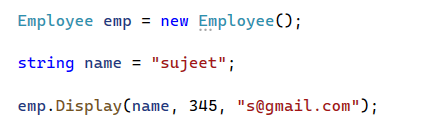 Employee emp = new Employee();
string name = "sujeet";
emp.Display(name, 345, "s@gmail.com");